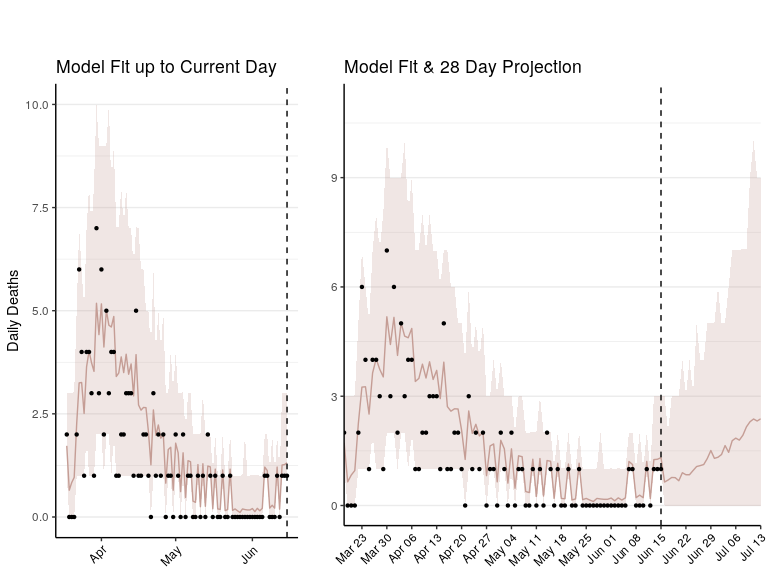 Model Fit up to Current Day
Model Fit & 28 Day Projection
Daily Deaths
10.0
7.5
5.0
2.5
0.0
Apr
May
Jun
9
6
3
0
Mar 23
Mar 30
Apr 06
Apr 13
Apr 20
Apr 27
May 04
May 11
May 18
May 25
Jun 01
Jun 08
Jun 15
Jun 22
Jun 29
Jul 06
Jul 13